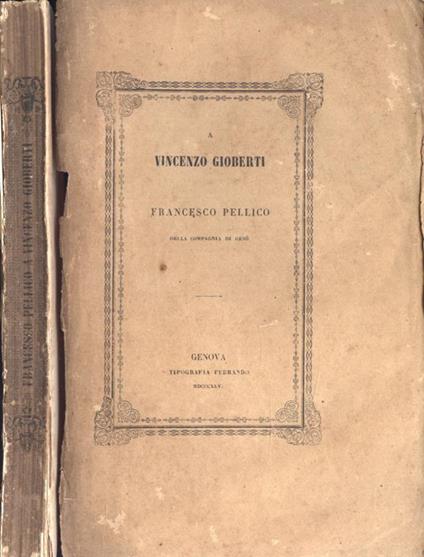 FRANCESCO PELLICO A VINCENZO GIOBERTI
A
VINCENZO GIOBERTI
FRANCESCO PELLICO
DELLA COMPAGNIA DI GESÙ
GENOVA
TIPOGRAFIA FERRANDO
MDCCCXLV.